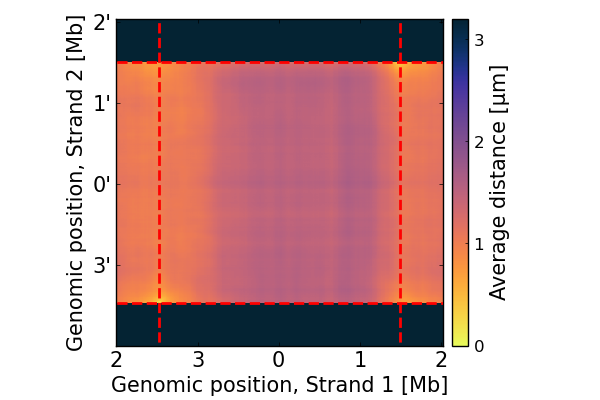 2'
1'
0'
3'
Genomic position, Strand 2 [Mb]
2 3 0 1 2
Genomic position, Strand 1 [Mb]
3
2
1
0
Average distance [μm]